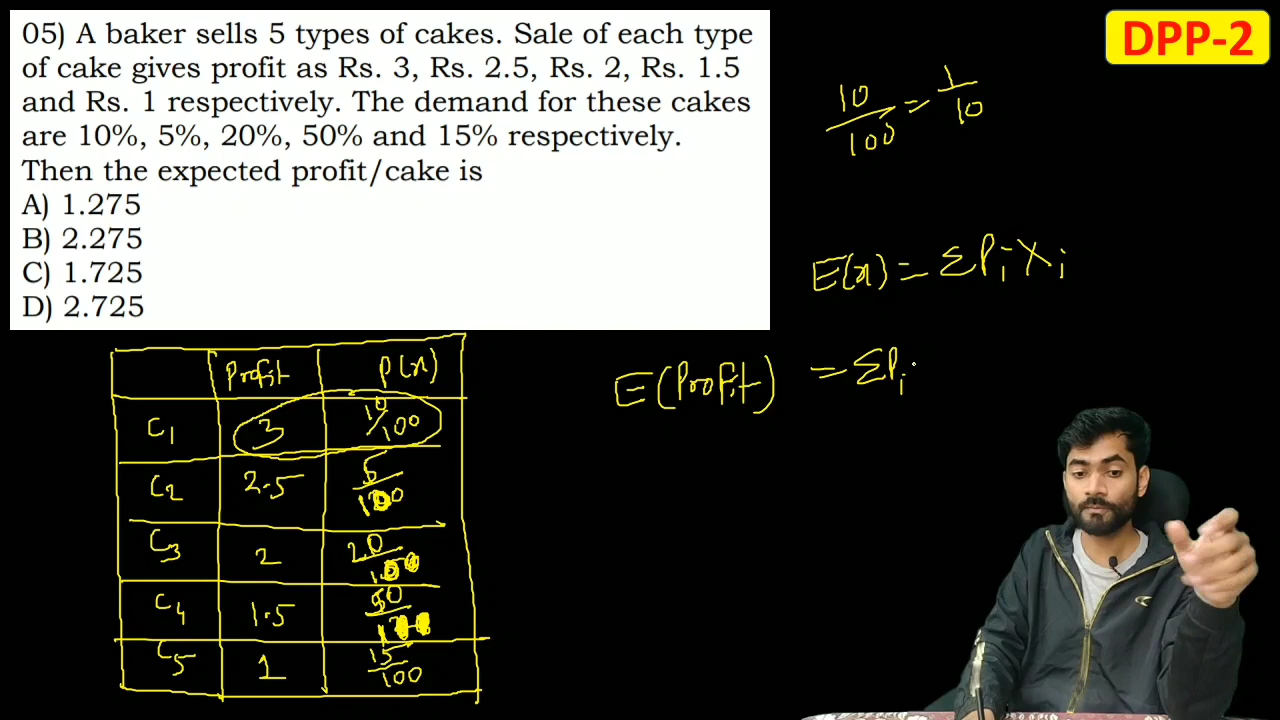 05) A baker sells 5 types of cakes. Sale of each type
of cake gives profit as Rs. 3, Rs. 2.5, Rs. 2, Rs. 1.5
and Rs. 1 respectively. The demand for these cakes
are 10%, 5%, 20%, 50% and 15% respectively.
Then the expected profit/cake is
A) 1.275
B) 2.275
C) 1.725
D) 2.725
DPP-2
10/100 = 1/10
E(x) = ΣPi Xi
E(Profit) = ΣPi
Profit P(x)
C1 3 10/100
C2 2.5 5/100
C3 2 20/100
C4 1.5 50/100
C5 1 15/100